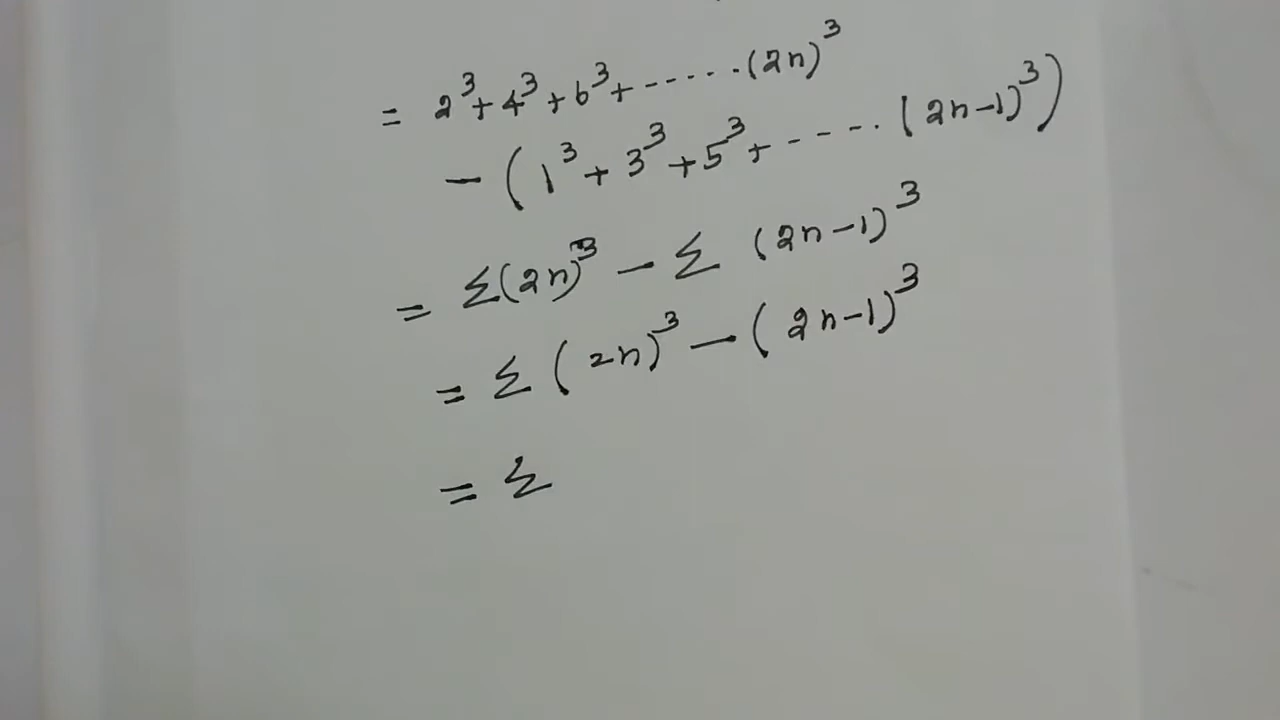 = 2³ + 4³ + 6³ + ------ (2n)³
- (1³ + 3³ + 5³ + ----- (2n-1)³)
= Σ(2n)³ - Σ (2n-1)³
= Σ (2n)³ - (2n-1)³
= Σ